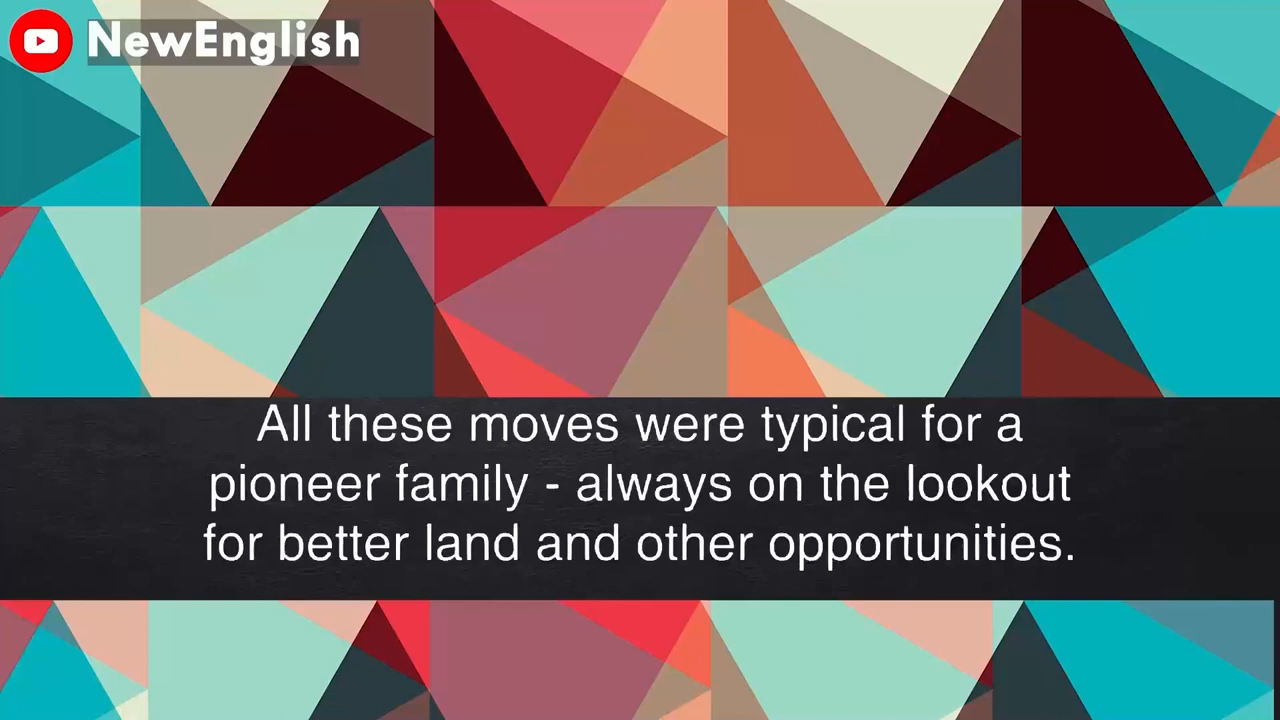 NewEnglish
All these moves were typical for a
pioneer family - always on the lookout
for better land and other opportunities.